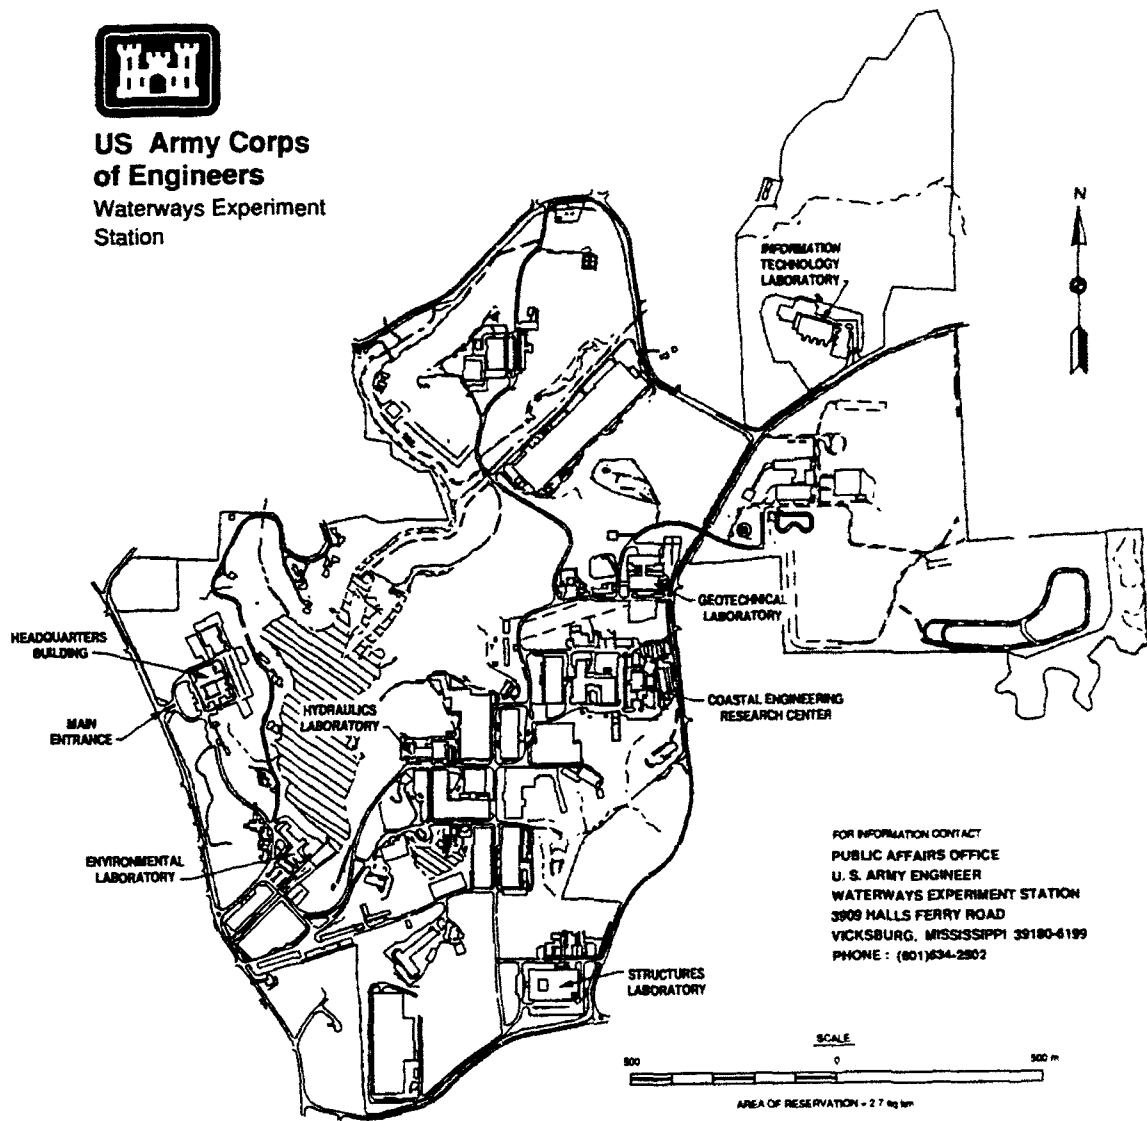 US Army Corps
of Engineers
Waterways Experiment
Station
N
INFORMATION
TECHNOLOGY
LABORATORY
GEOTECHNICAL
LABORATORY
HEADQUARTERS
BUILDING
HYDRAULICS
LABORATORY
COASTAL ENGINEERING
RESEARCH CENTER
MAIN
ENTRANCE
ENVIRONMENTAL
LABORATORY
STRUCTURES
LABORATORY
FOR INFORMATION CONTACT
PUBLIC AFFAIRS OFFICE
U. S. ARMY ENGINEER
WATERWAYS EXPERIMENT STATION
3909 HALLS FERRY ROAD
VICKSBURG, MISSISSIPPI 39180-6199
PHONE : (601)634-2502
SCALE
500 0 500 m
AREA OF RESERVATION = 2.7 sq km